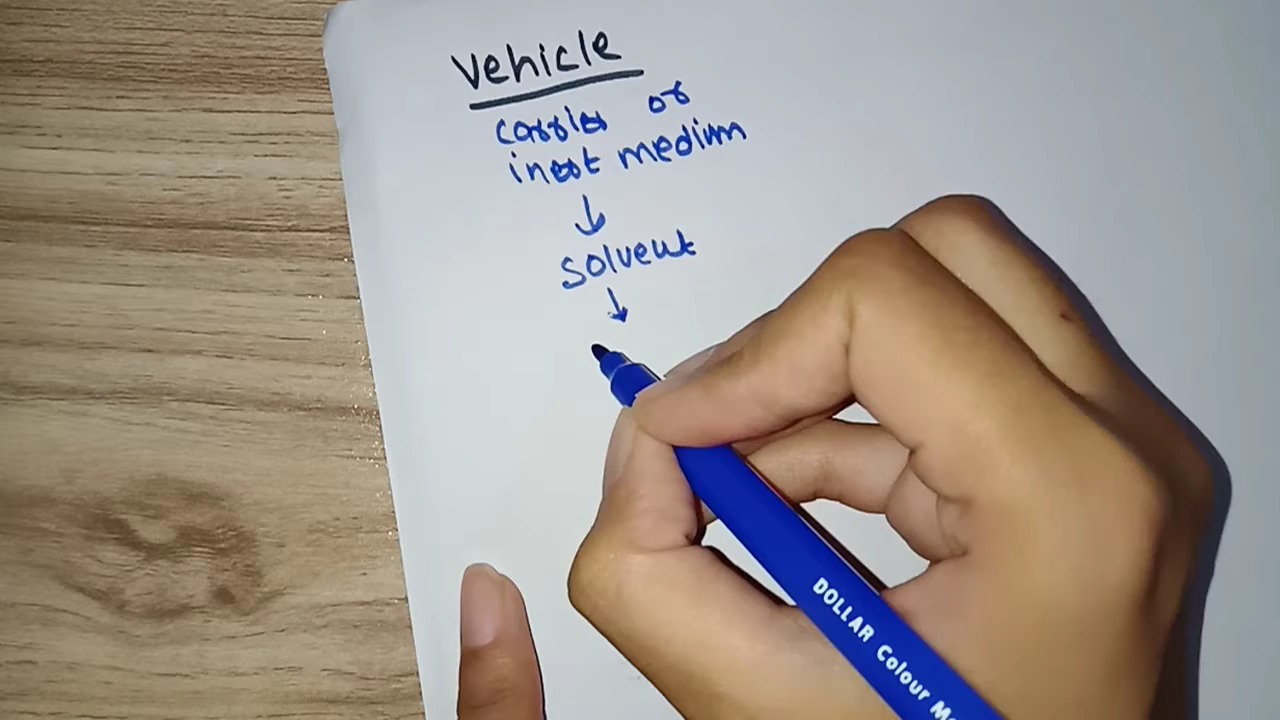 Vehicle
carrier or
inert medium
↓
solvent
↓
DOLLAR Colour M